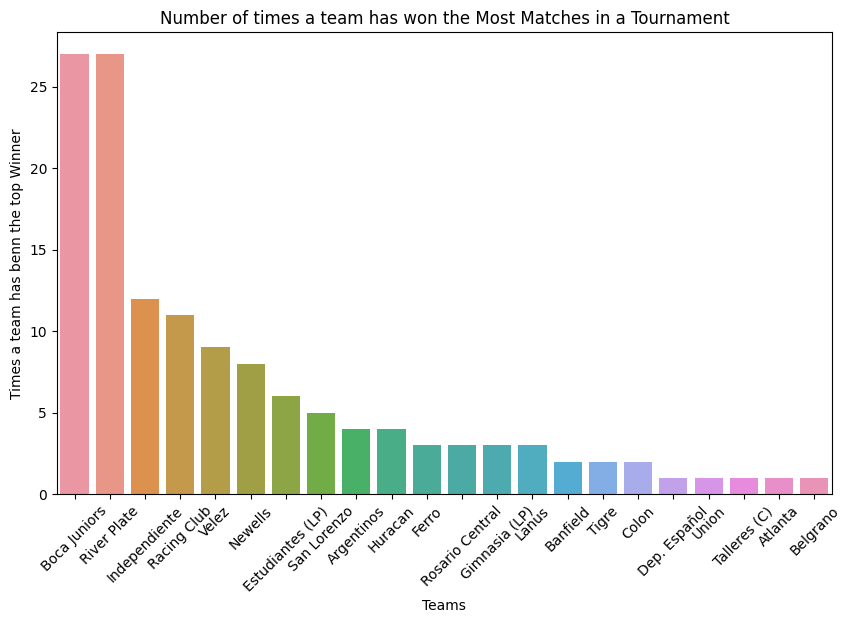 Number of times a team has won the Most Matches in a Tournament
Times a team has benn the top Winner
25
20
15
10
5
0
Boca Juniors
River Plate
Independiente
Racing Club
Velez
Newells
Estudiantes (LP)
San Lorenzo
Argentinos
Huracan
Ferro
Rosario Central
Gimnasia (LP)
Lanus
Banfield
Tigre
Colon
Dep. Español
Union
Talleres (C)
Atlanta
Belgrano
Teams